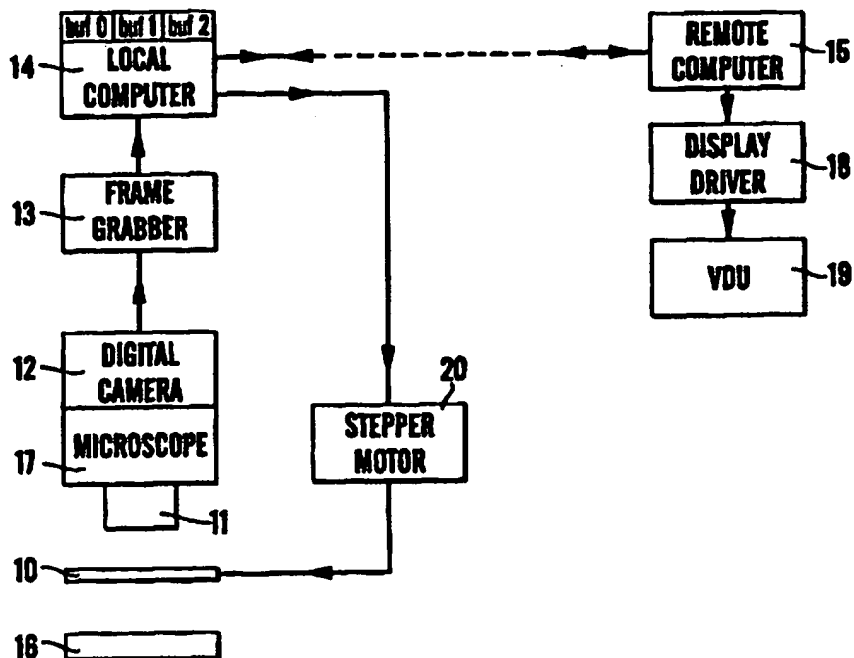 buf 0 buf 1 buf 2
14
LOCAL
COMPUTER
REMOTE
COMPUTER
15
13
FRAME
GRABBER
DISPLAY
DRIVER
18
VDU
19
12
DIGITAL
CAMERA
17
MICROSCOPE
11
20
STEPPER
MOTOR
10
16